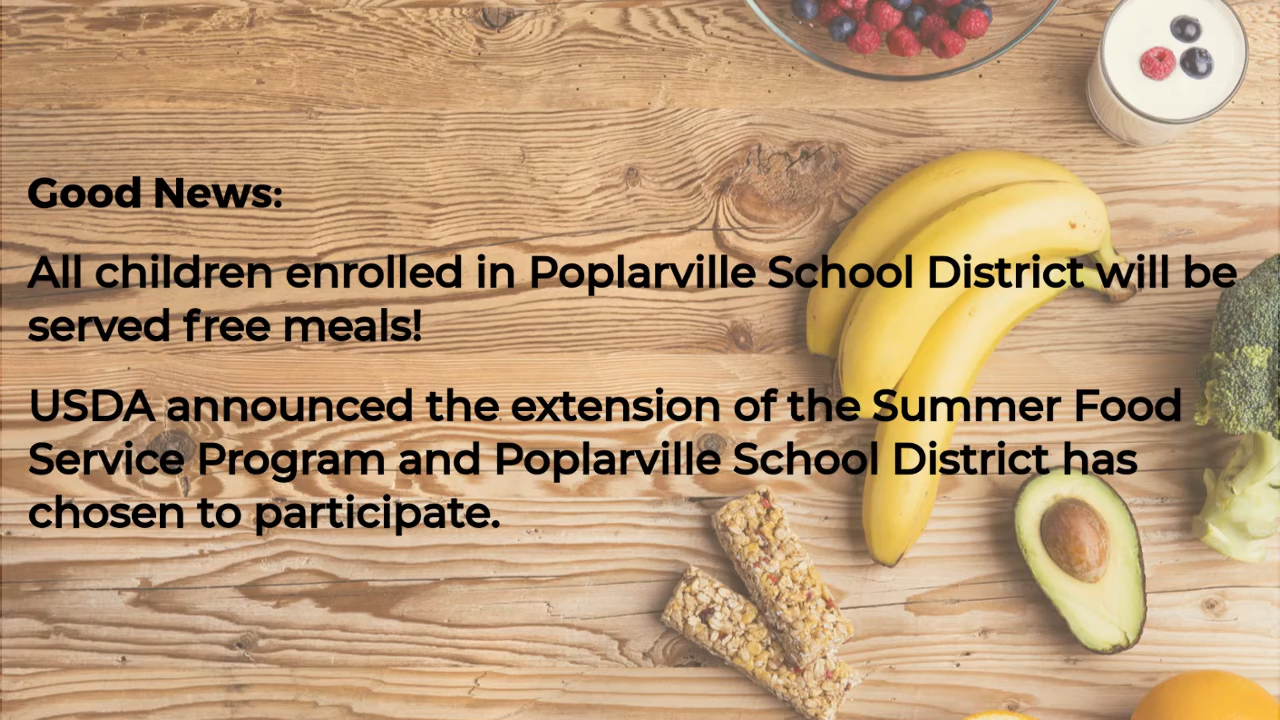 Good News:
All children enrolled in Poplarville School District will be
served free meals!
USDA announced the extension of the Summer Food
Service Program and Poplarville School District has
chosen to participate.